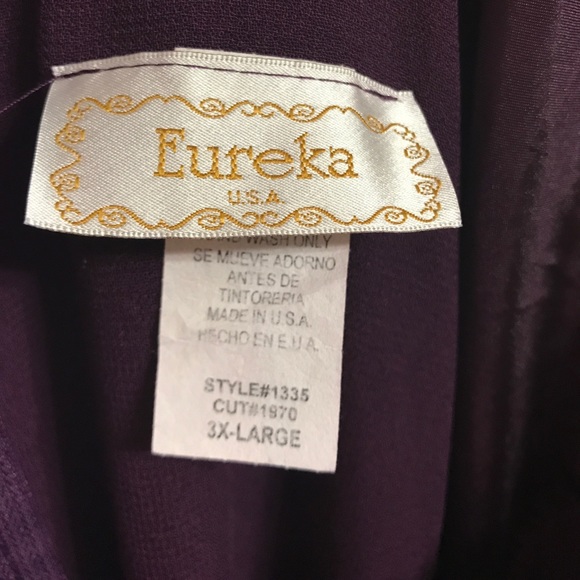 Eureka
U.S.A.
WASH ONLY
SE MUEVE ADORNO
ANTES DE
TINTORERIA
MADE IN U.S.A.
HECHO EN E.U.A.
STYLE#1335
CUT#1970
3X-LARGE